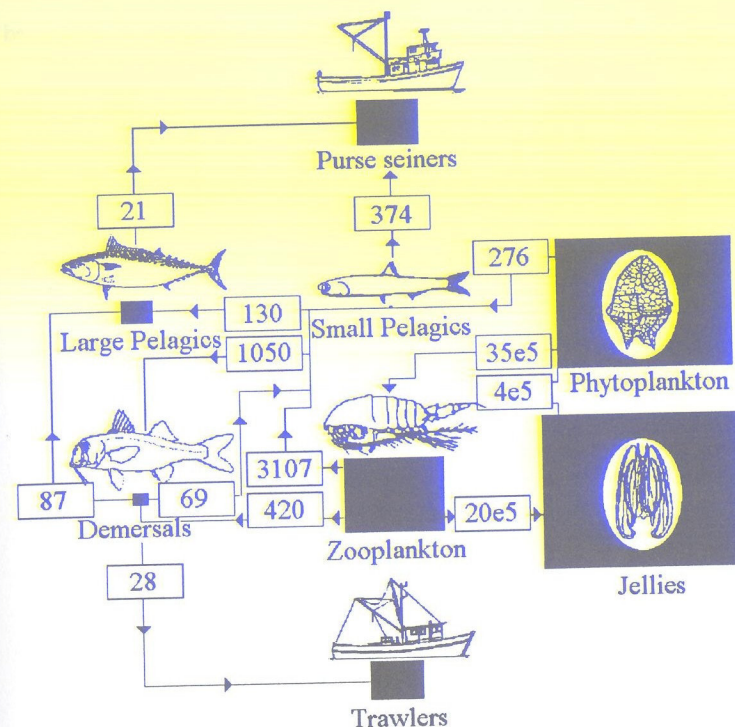 Purse seiners
21
374
276
Large Pelagics
130
Small Pelagics
1050
35e5
Phytoplankton
4e5
3107
87
69
Demersals
420
20e5
Zooplankton
Jellies
28
Trawlers